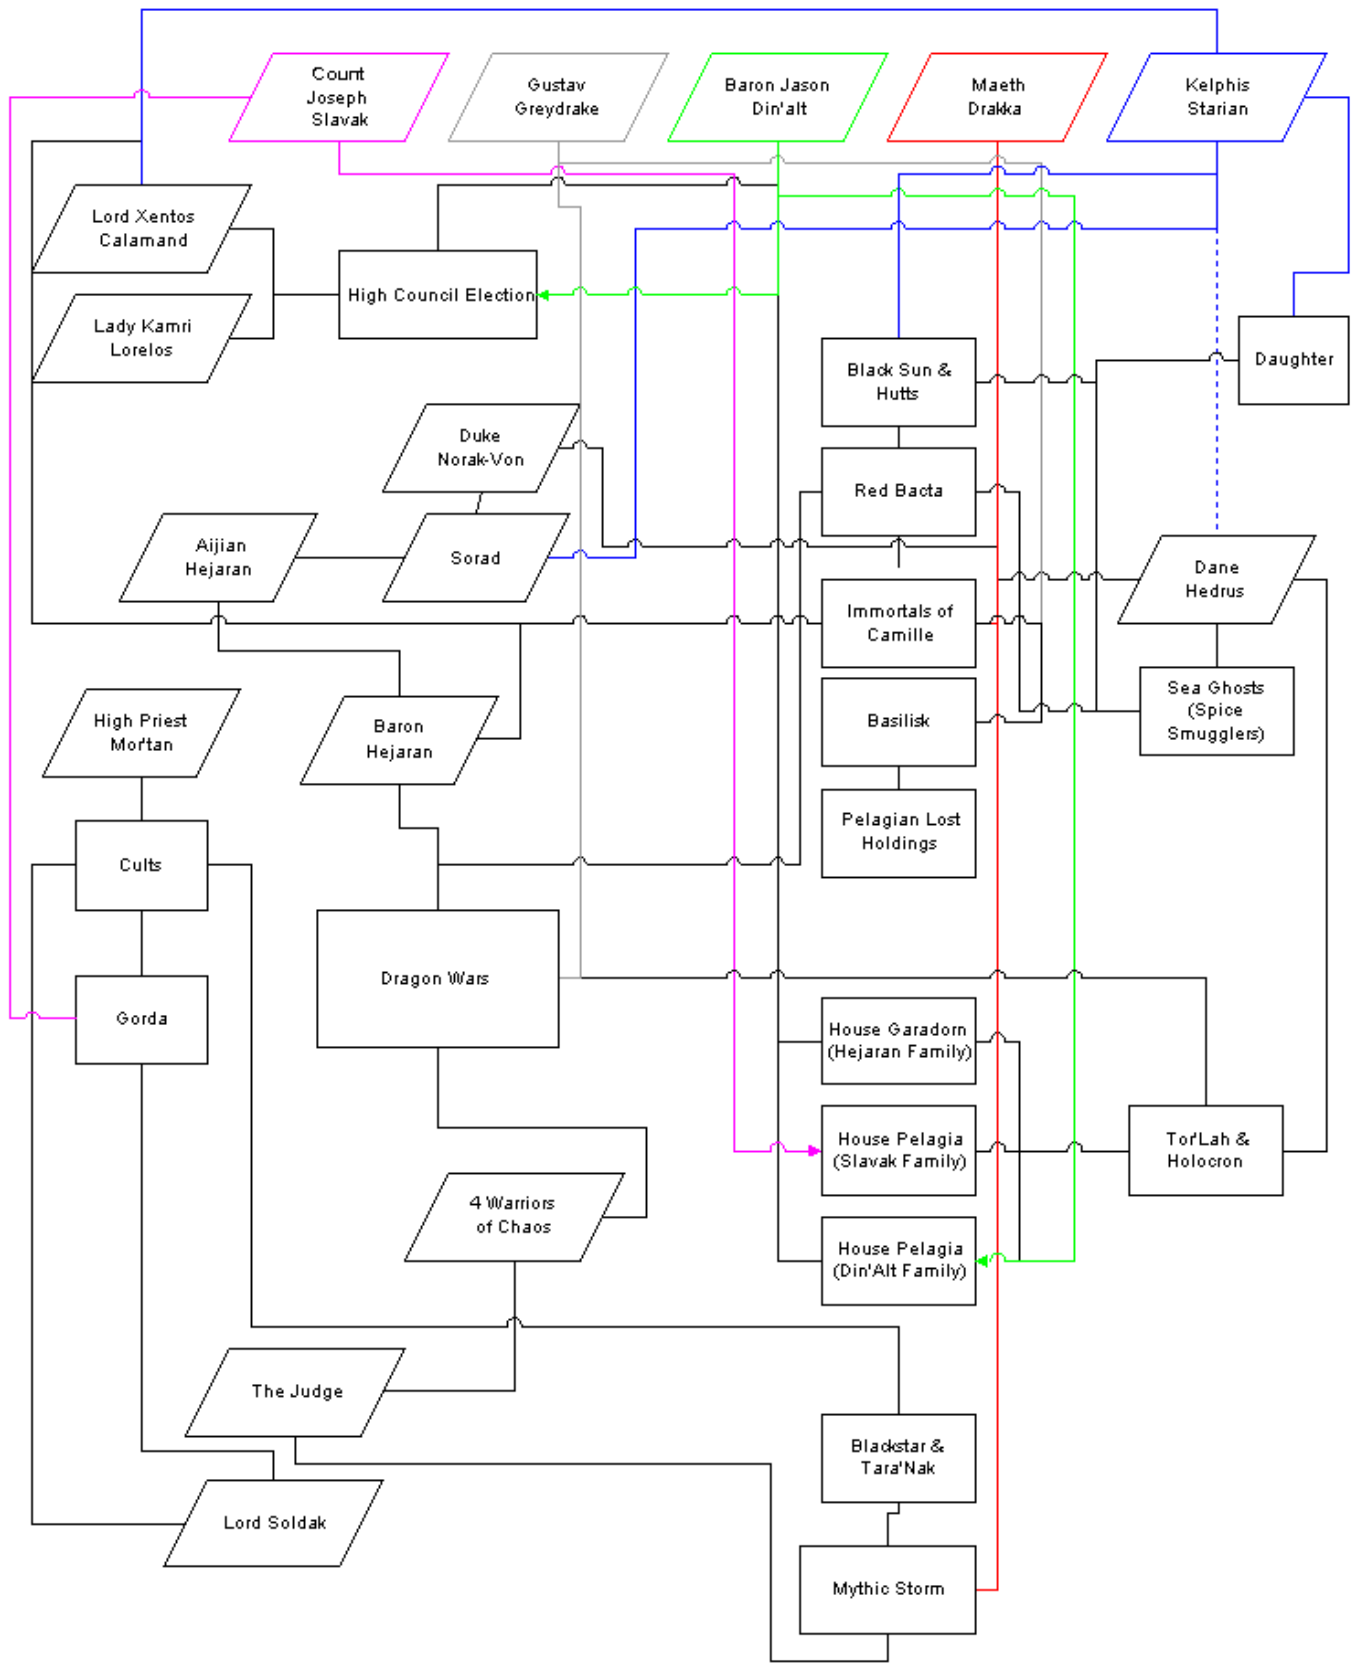 Count
Joseph
Slavak
Gustav
Greydrake
Baron Jason
Din'alt
Maeth
Drakka
Kelphis
Starian
Lord Xentos
Calamand
High Council Election
Lady Kamri
Lorelos
Daughter
Black Sun &
Hutts
Duke
Norak-Von
Red Bacta
Aijian
Hejaran
Sorad
Dane
Hedrus
Immortals of
Camille
Sea Ghosts
(Spice
Smugglers)
High Priest
Mor'tan
Baron
Hejaran
Basilisk
Pelagian Lost
Holdings
Cults
Dragon Wars
Gorda
House Garadorn
(Hejaran Family)
House Pelagia
(Slavak Family)
Tor'Lah &
Holocron
4 Warriors
of Chaos
House Pelagia
(Din'Alt Family)
The Judge
Blackstar &
Tara'Nak
Lord Soldak
Mythic Storm